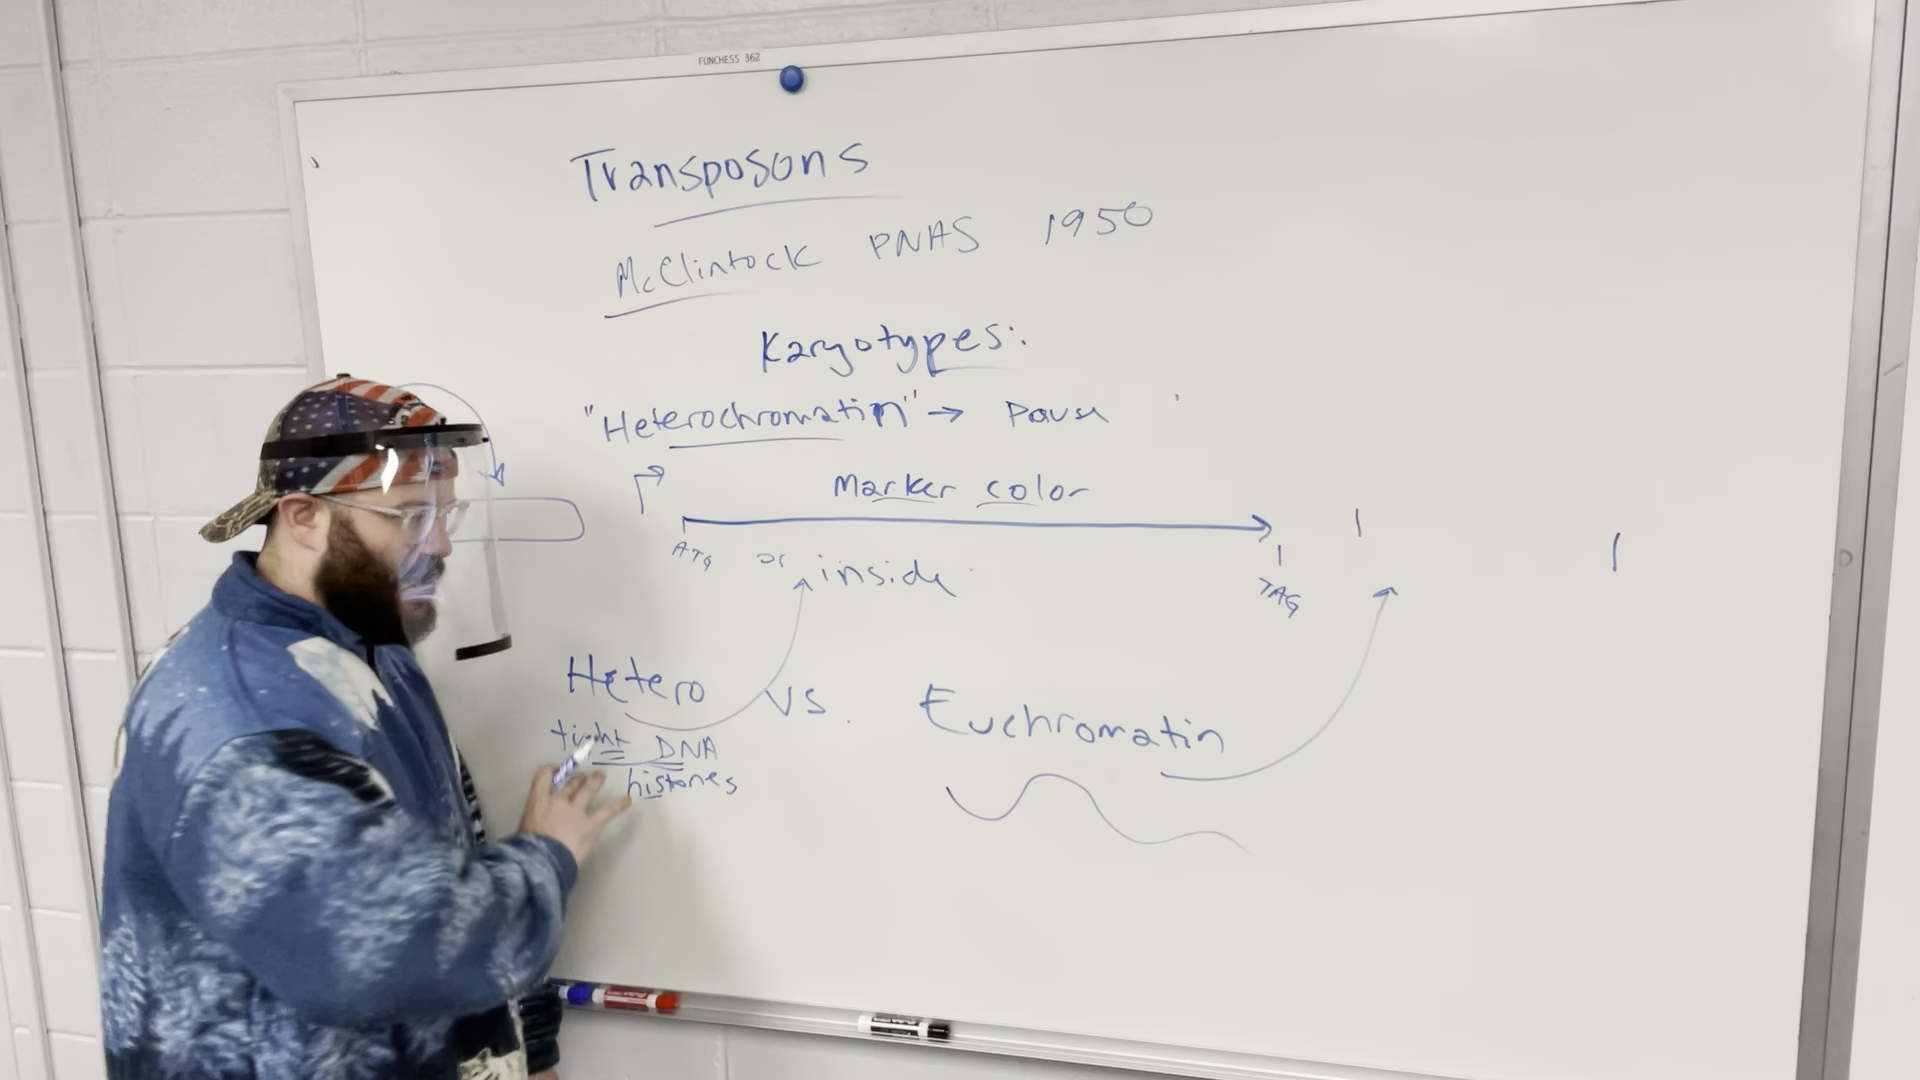 FUNCHESS 362
Transposons
McClintock PNAS 1950
Karyotypes:
"Heterochromatin" → Pause
Marker color
ATG or inside
TAG
Hetero vs. Euchromatin
tight DNA
histones